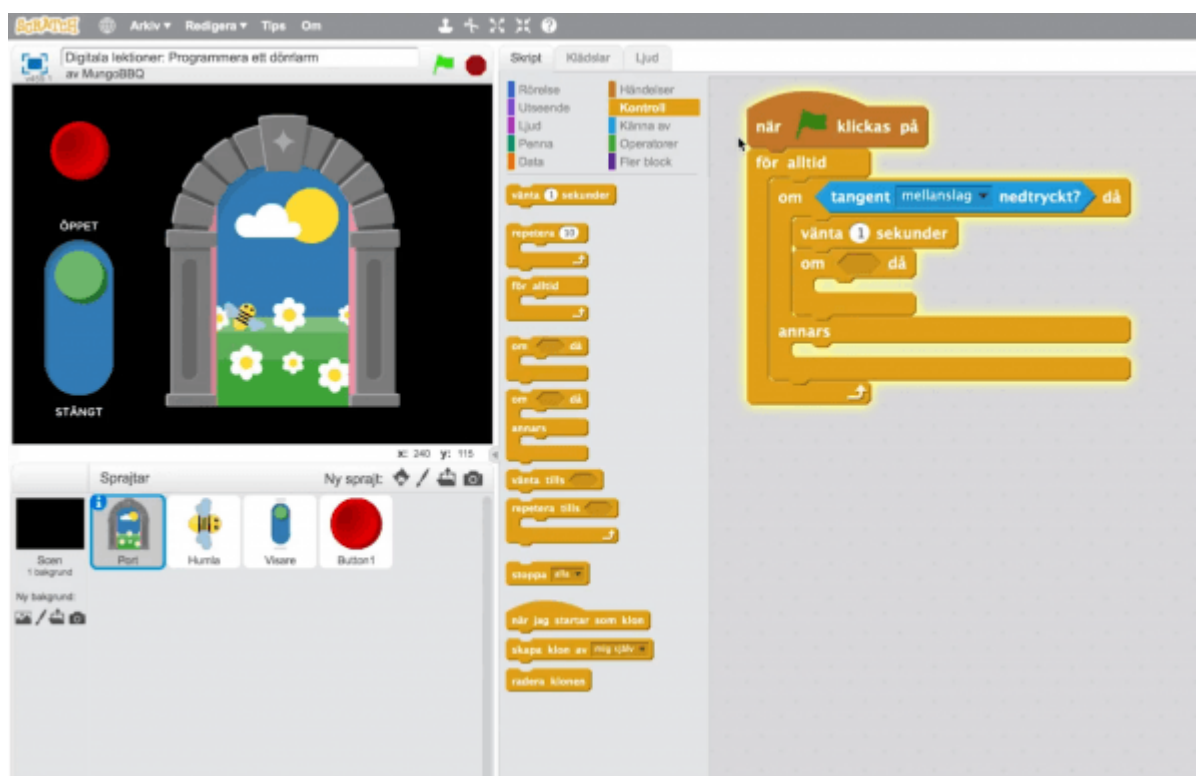 SCRATCH Arkiv Redigera Tips Om
Digitala lektioner: Programmera ett dörrlarm
av MungoBBQ
ÖPPET
STÄNGT
x: 240 y: 115
Sprajtar Ny sprajt:
Scen
1 bakgrund
Ny bakgrund:
Port Humla Visare Button1
Skript Klädslar Ljud
Rörelse Händelser
Utseende Kontroll
Ljud Känna av
Penna Operatorer
Data Fler block
vänta 1 sekunder
repetera 10
för alltid
om då
om då
annars
vänta tills
repetera tills
stoppa alla
när jag startar som klon
skapa klon av mig själv
radera klonen
när klickas på
för alltid
om tangent mellanslag nedtryckt? då
vänta 1 sekunder
om då
annars